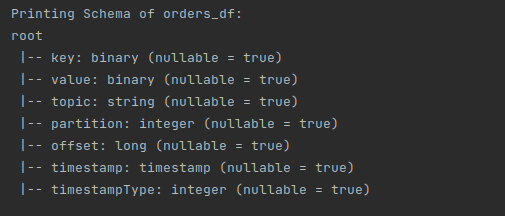 Printing Schema of orders_df:
root
 |-- key: binary (nullable = true)
 |-- value: binary (nullable = true)
 |-- topic: string (nullable = true)
 |-- partition: integer (nullable = true)
 |-- offset: long (nullable = true)
 |-- timestamp: timestamp (nullable = true)
 |-- timestampType: integer (nullable = true)